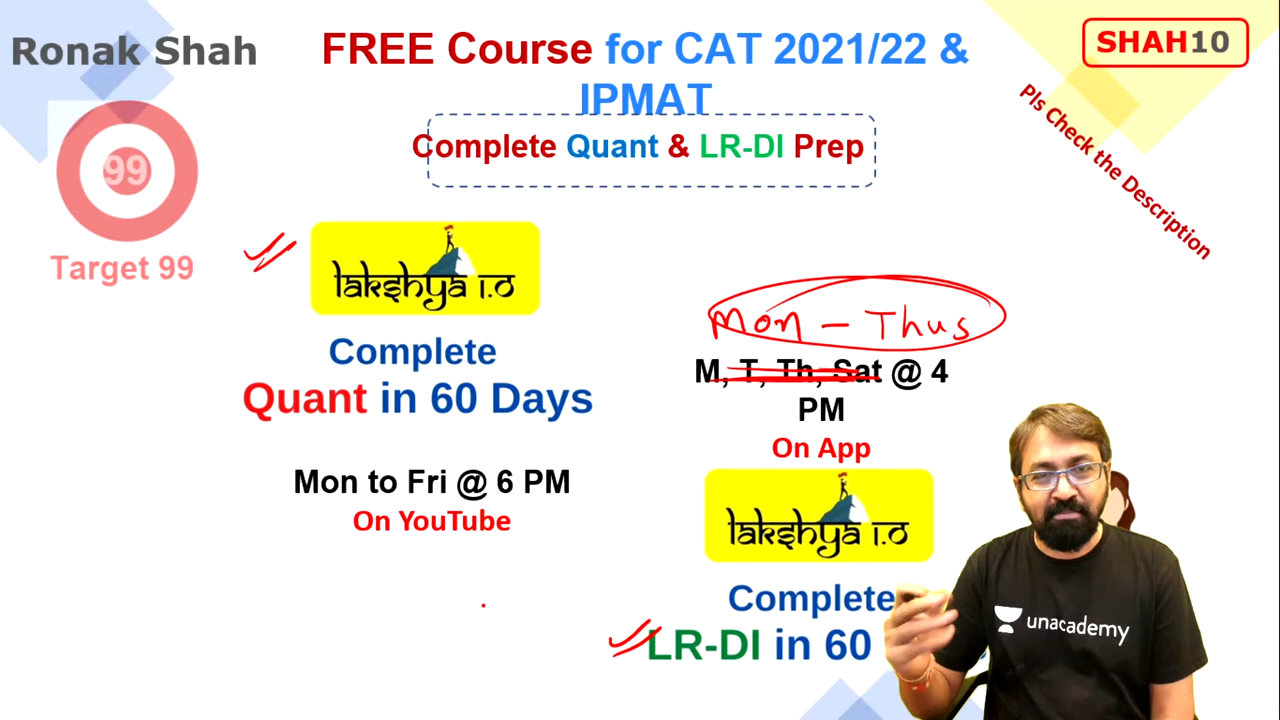 Ronak Shah
FREE Course for CAT 2021/22 &
IPMAT
SHAH10
Complete Quant & LR-DI Prep
Pls Check the Description
99
Target 99
lakshya 1.0
Complete
Quant in 60 Days
Mon to Fri @ 6 PM
On YouTube
Mon - Thus
M, T, Th, Sat @ 4
PM
On App
lakshya 1.0
Complete
LR-DI in 60
unacademy